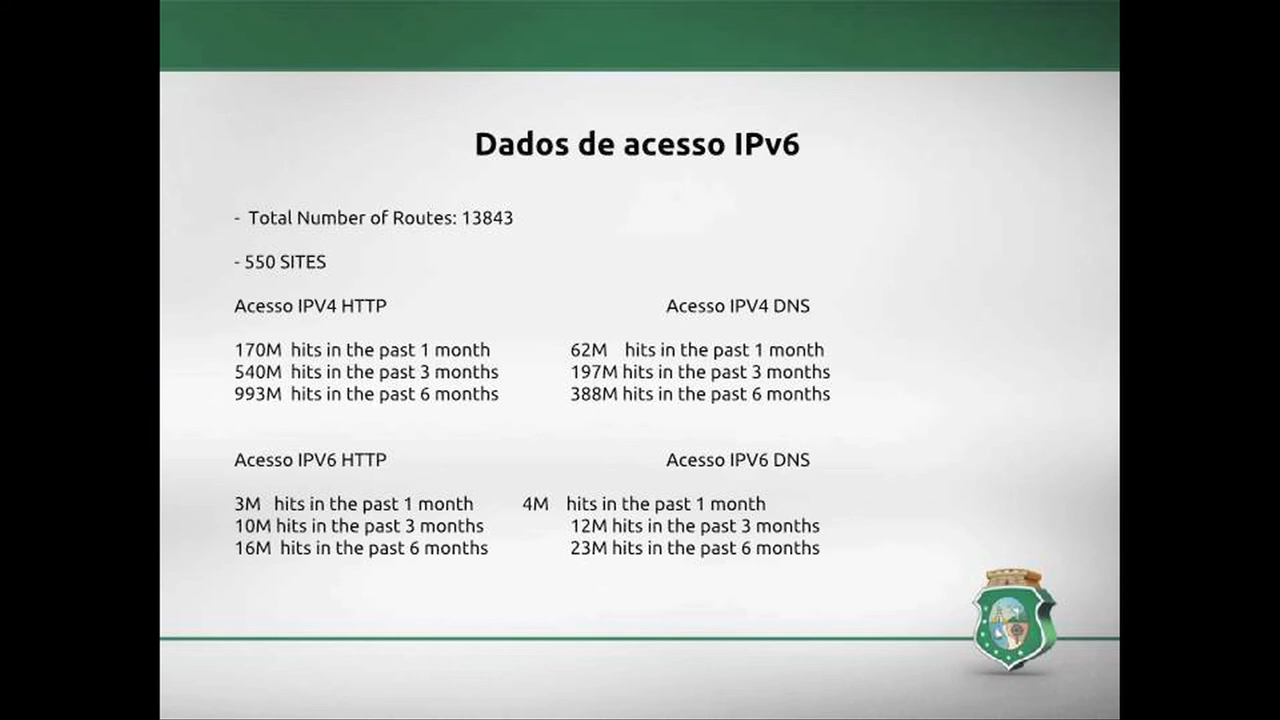 Dados de acesso IPv6
- Total Number of Routes: 13843
- 550 SITES
Acesso IPV4 HTTP Acesso IPV4 DNS
170M hits in the past 1 month 62M hits in the past 1 month
540M hits in the past 3 months 197M hits in the past 3 months
993M hits in the past 6 months 388M hits in the past 6 months
Acesso IPV6 HTTP Acesso IPV6 DNS
3M hits in the past 1 month 4M hits in the past 1 month
10M hits in the past 3 months 12M hits in the past 3 months
16M hits in the past 6 months 23M hits in the past 6 months